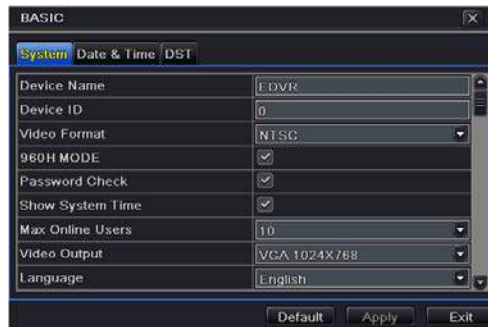 BASIC
System Date & Time DST
Device Name EDVR
Device ID 0
Video Format NTSC
960H MODE
Password Check
Show System Time
Max Online Users 10
Video Output VGA 1024X768
Language English
Default Apply Exit